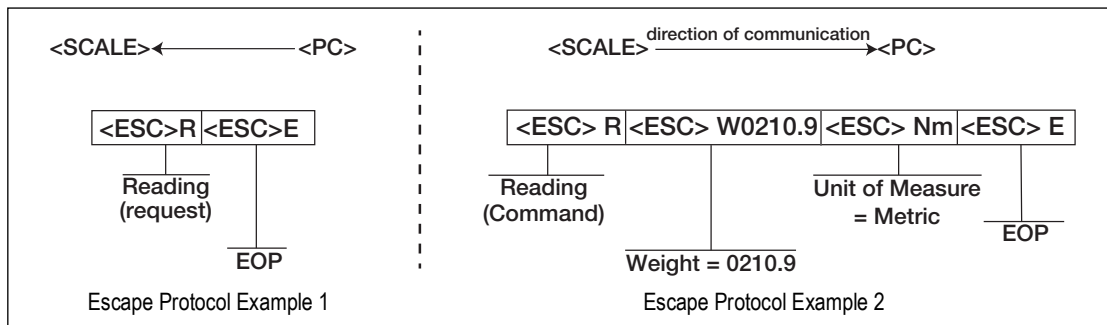 <SCALE> <PC>
<ESC>R <ESC>E
Reading
(request)
EOP
Escape Protocol Example 1
<SCALE> direction of communication <PC>
<ESC> R <ESC> W0210.9 <ESC> Nm <ESC> E
Reading
(Command)
Weight = 0210.9
Unit of Measure
= Metric
EOP
Escape Protocol Example 2